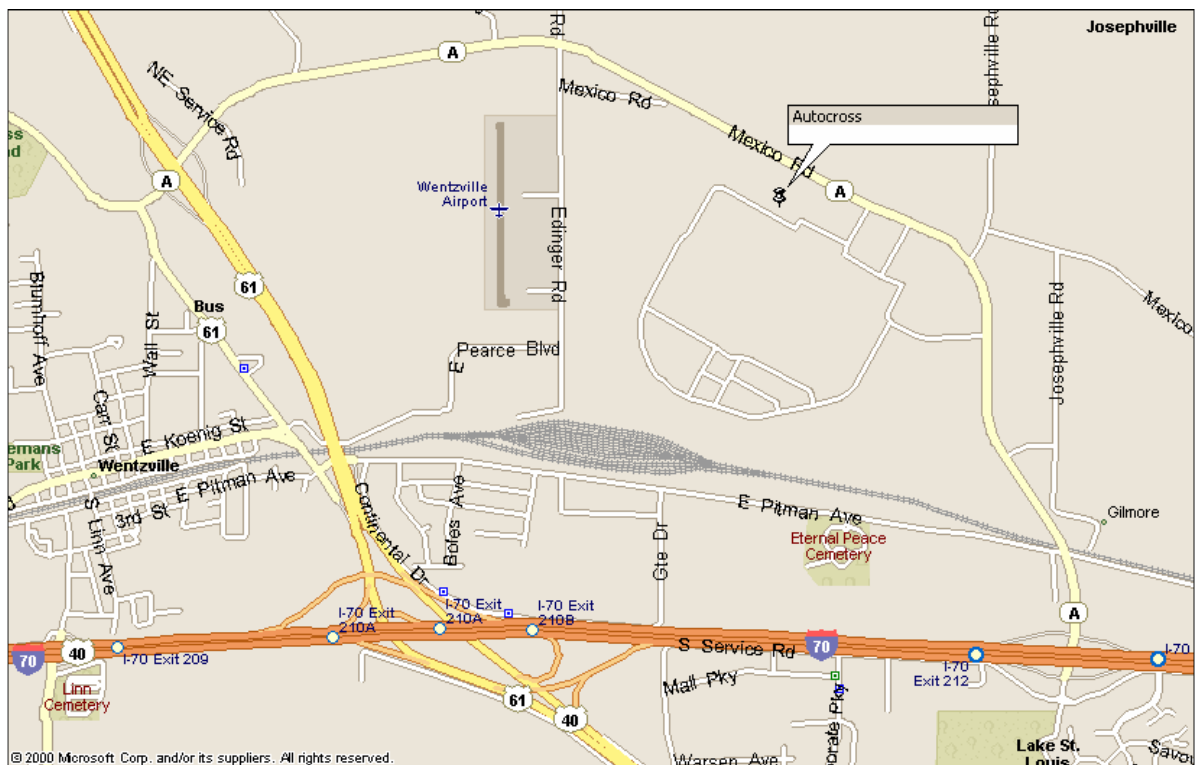 Josephville
A
NE Service Rd
Rd
Mexico Rd
Autocross
Mexico Rd
A
A
Wentzville
Airport
Edinger Rd
61
Bus
61
Blumhoff Ave
Wall St
Carr St
Josephville Rd
Mexico
E Pearce Blvd
E Koenig St
Park
Wentzville
E Pitman Ave
3rd St
S Linn Ave
Continental Dr
Boles Ave
Gte Dr
E Pitman Ave
Eternal Peace
Cemetery
Gilmore
A
I-70 Exit
210A
I-70 Exit
210A
I-70 Exit
210B
70
40
I-70 Exit 209
S Service Rd
70
I-70
Exit 212
I-70
Linn
Cemetery
Mall Pky
61
40
Warsen Ave
Lake St.
Louis
© 2000 Microsoft Corp. and/or its suppliers. All rights reserved.